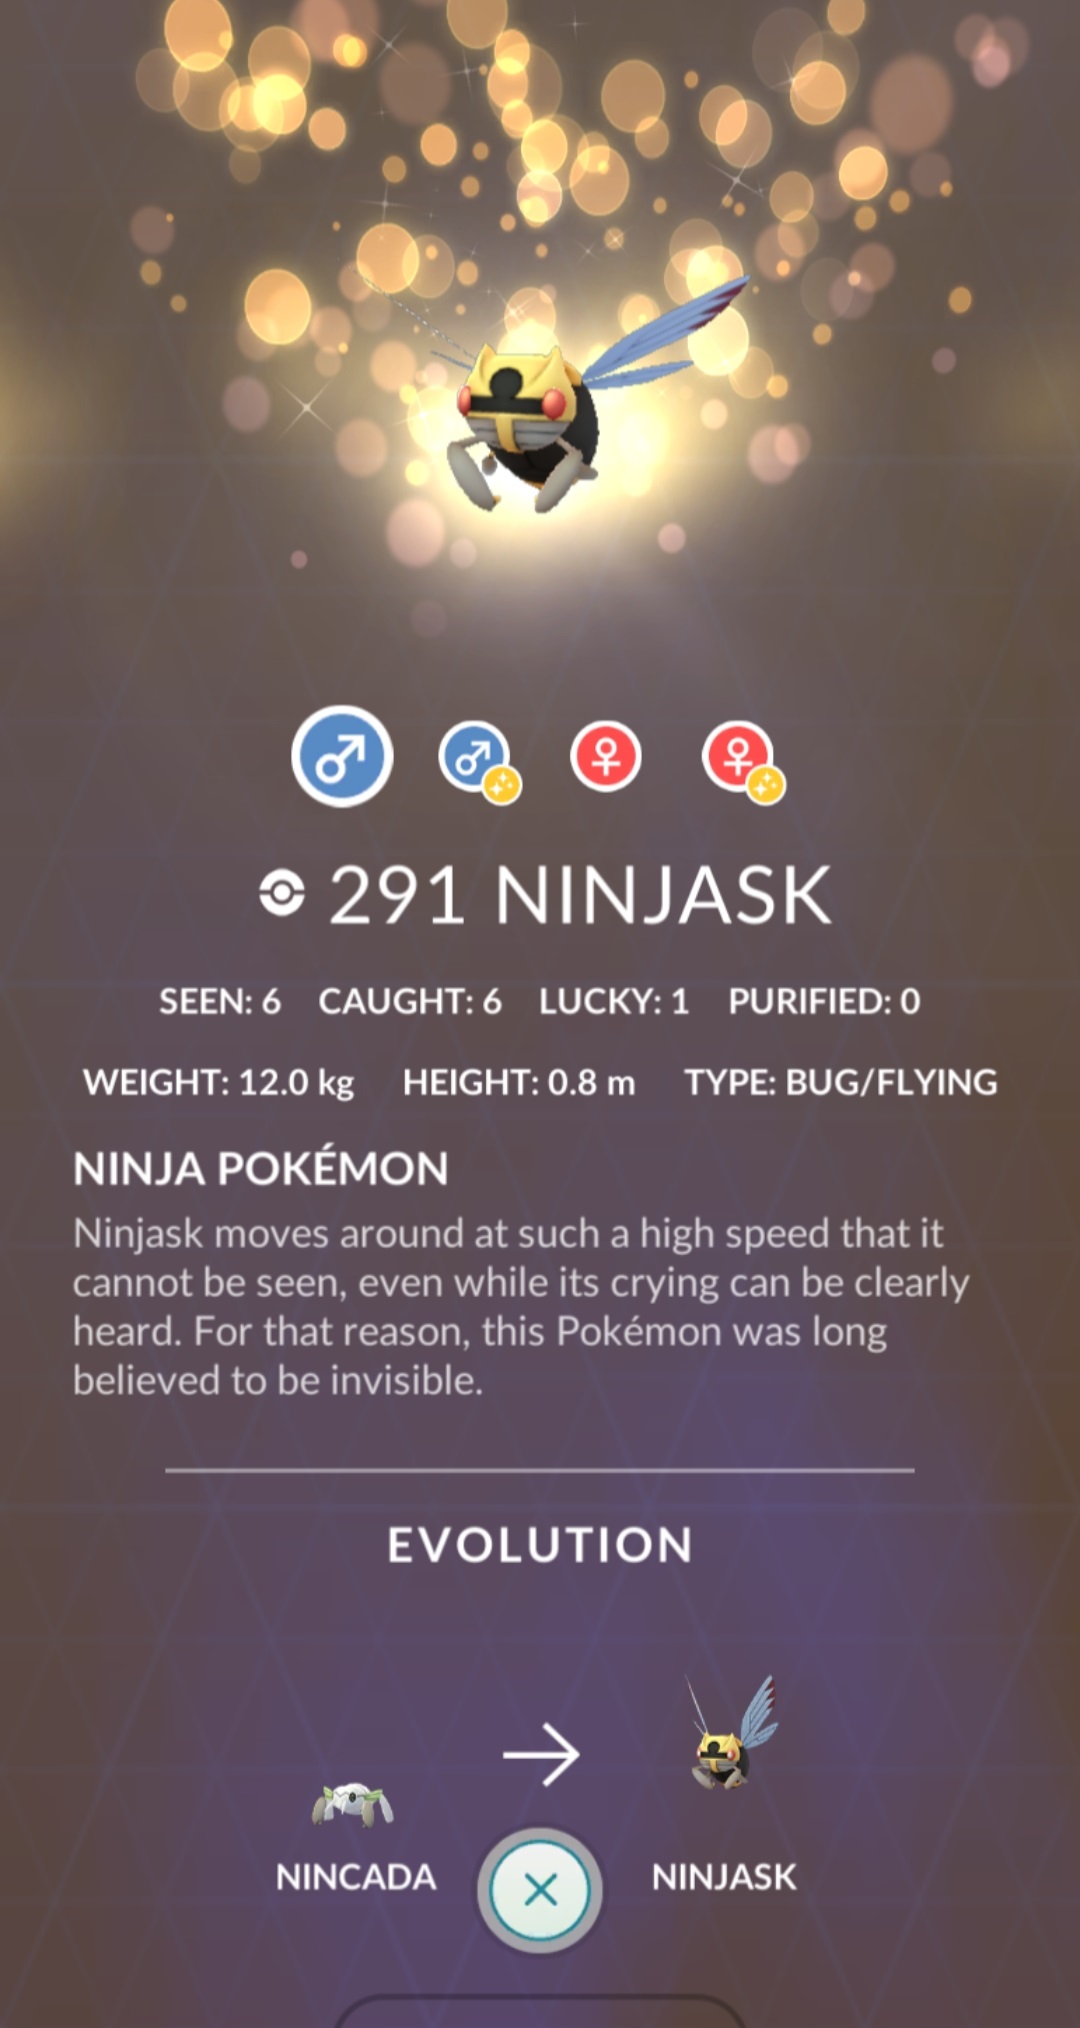 291 NINJASK
SEEN: 6 CAUGHT: 6 LUCKY: 1 PURIFIED: 0
WEIGHT: 12.0 kg HEIGHT: 0.8 m TYPE: BUG/FLYING
NINJA POKÉMON
Ninjask moves around at such a high speed that it
cannot be seen, even while its crying can be clearly
heard. For that reason, this Pokémon was long
believed to be invisible.
EVOLUTION
NINCADA NINJASK